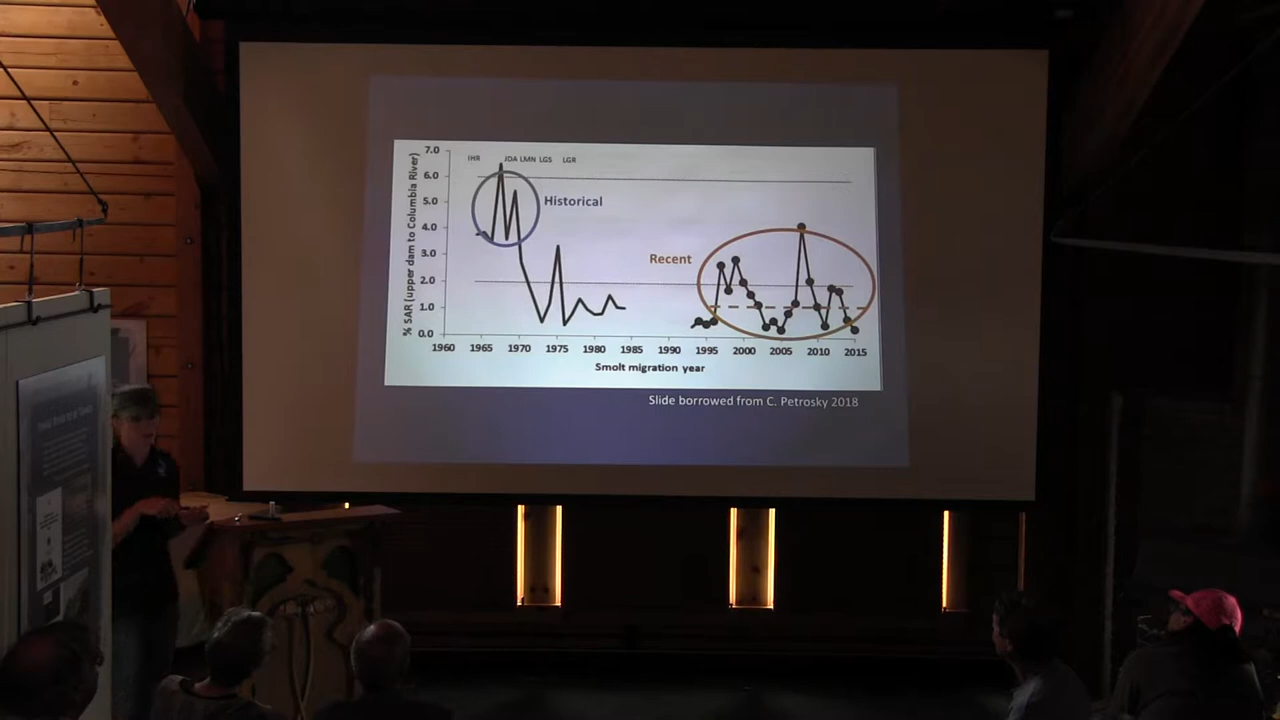 7.0
6.0
5.0
4.0
3.0
2.0
1.0
0.0
% SAR (upper dam to Columbia River)
IHR JDA LMN LGS LGR
Historical
Recent
1960 1965 1970 1975 1980 1985 1990 1995 2000 2005 2010 2015
Smolt migration year
Slide borrowed from C. Petrosky 2018